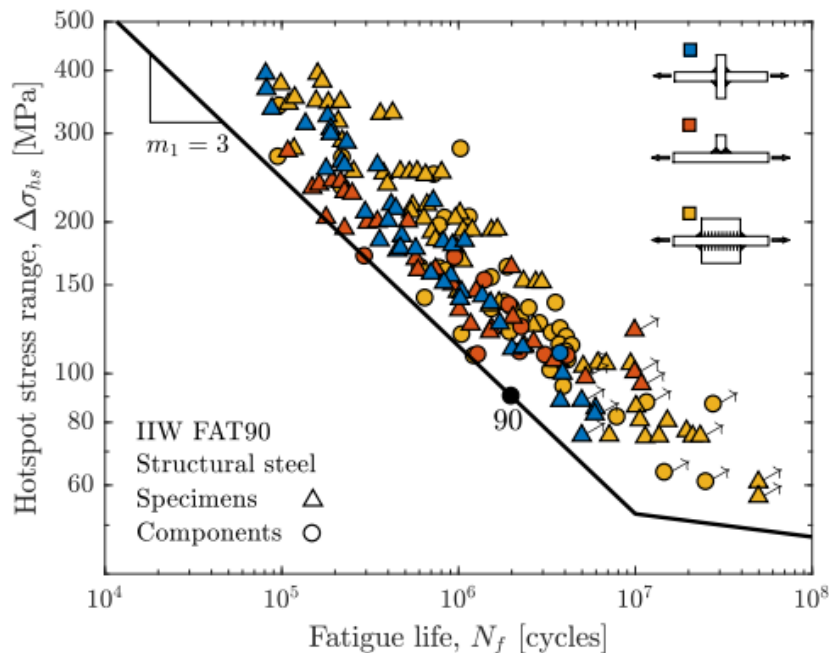 500
400
300
200
150
100
80
60
Hotspot stress range, Δσ_hs [MPa]
m₁ = 3
90
IIW FAT90
Structural steel
Specimens
Components
10⁴
10⁵
10⁶
10⁷
10⁸
Fatigue life, N_f [cycles]